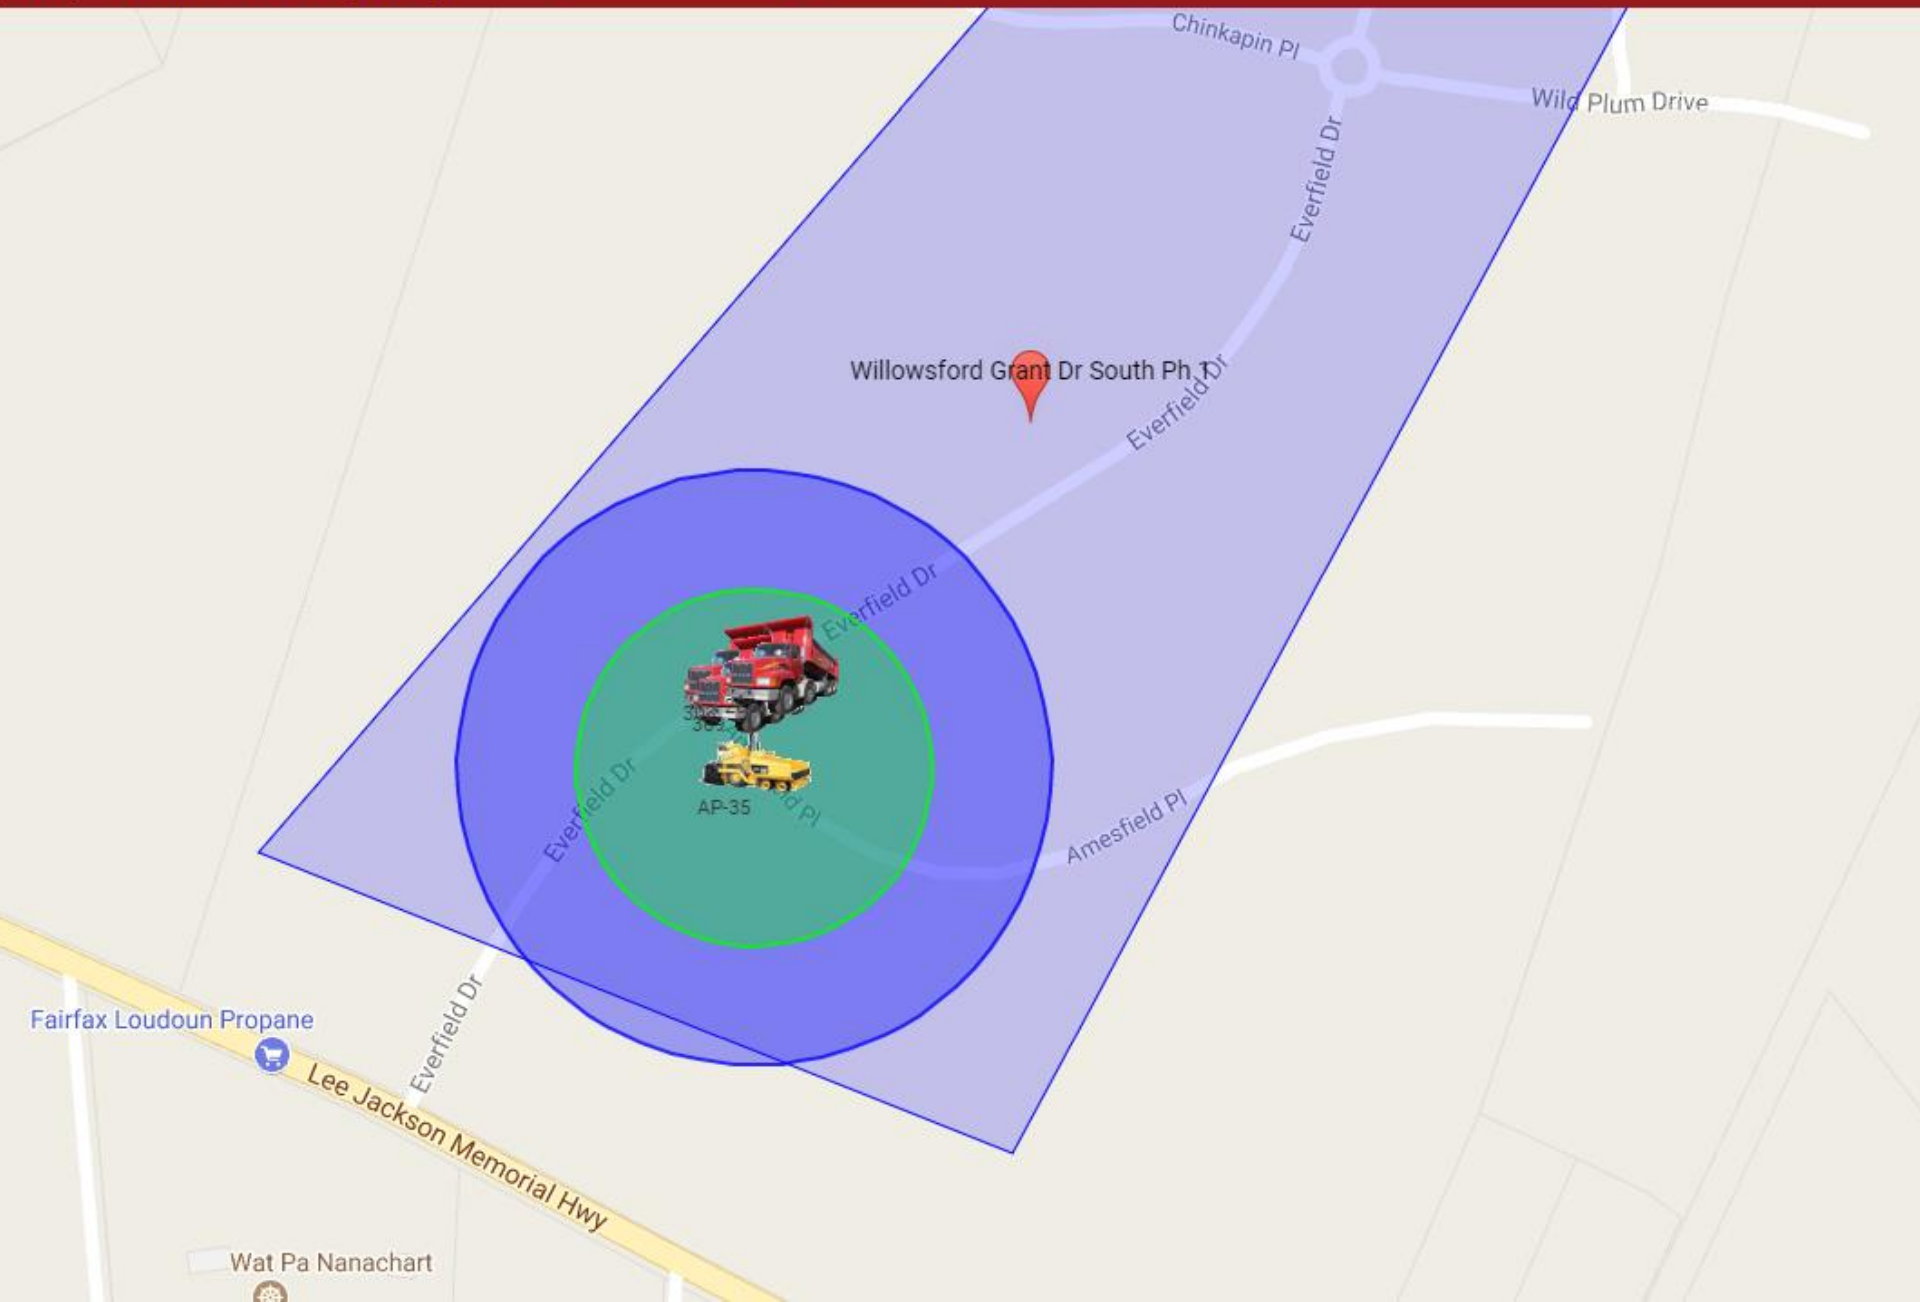 Chinkapin Pl
Wild Plum Drive
Everfield Dr
Willowsford Grant Dr South Ph 1
Everfield Dr
Everfield Dr
Everfield Dr
AP-35
Pl
Amesfield Pl
Everfield Dr
Fairfax Loudoun Propane
Lee Jackson Memorial Hwy
Wat Pa Nanachart